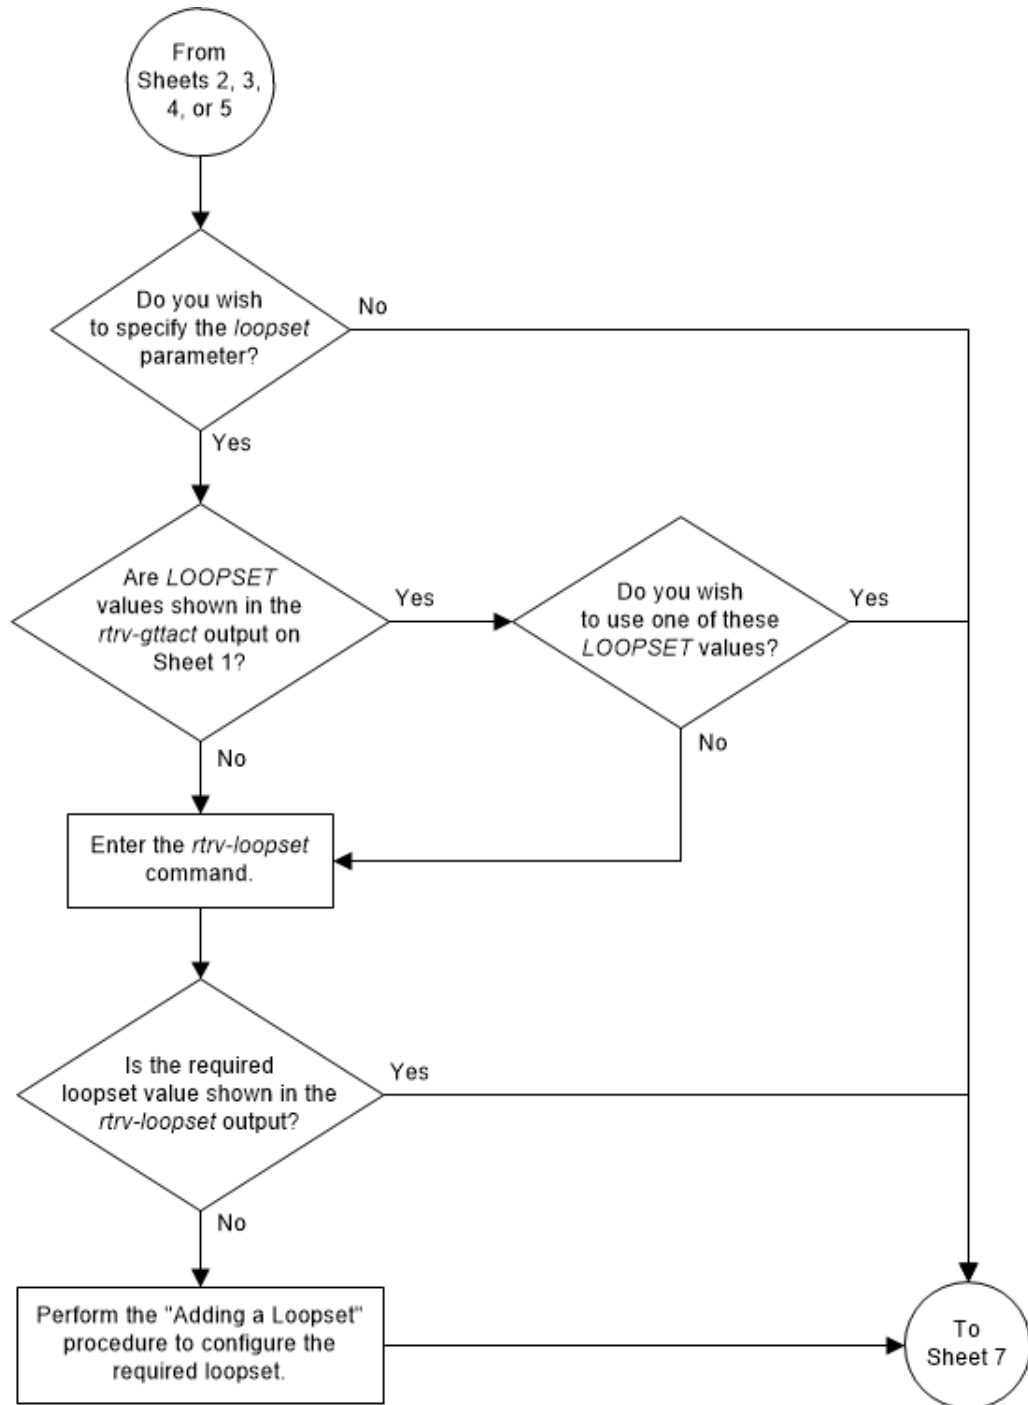 From
Sheets 2, 3,
4, or 5
Do you wish
to specify the loopset
parameter?
No
Yes
Are LOOPSET
values shown in the
rtrv-gttact output on
Sheet 1?
Yes
Do you wish
to use one of these
LOOPSET values?
Yes
No
No
Enter the rtrv-loopset
command.
Is the required
loopset value shown in the
rtrv-loopset output?
Yes
No
Perform the "Adding a Loopset"
procedure to configure the
required loopset.
To
Sheet 7